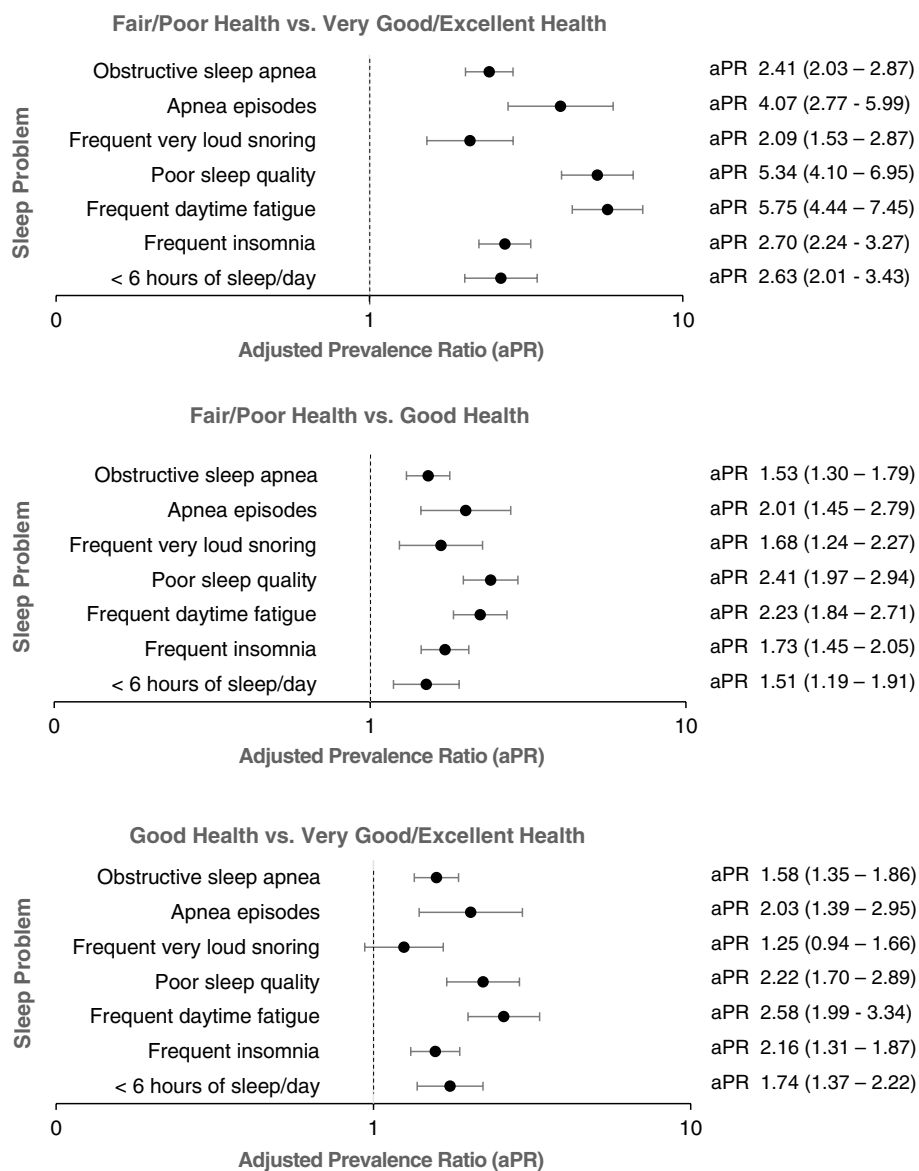 Fair/Poor Health vs. Very Good/Excellent Health
Sleep Problem
Obstructive sleep apnea aPR 2.41 (2.03 – 2.87)
Apnea episodes aPR 4.07 (2.77 - 5.99)
Frequent very loud snoring aPR 2.09 (1.53 – 2.87)
Poor sleep quality aPR 5.34 (4.10 – 6.95)
Frequent daytime fatigue aPR 5.75 (4.44 – 7.45)
Frequent insomnia aPR 2.70 (2.24 - 3.27)
< 6 hours of sleep/day aPR 2.63 (2.01 - 3.43)
0 1 10
Adjusted Prevalence Ratio (aPR)
Fair/Poor Health vs. Good Health
Sleep Problem
Obstructive sleep apnea aPR 1.53 (1.30 – 1.79)
Apnea episodes aPR 2.01 (1.45 – 2.79)
Frequent very loud snoring aPR 1.68 (1.24 – 2.27)
Poor sleep quality aPR 2.41 (1.97 – 2.94)
Frequent daytime fatigue aPR 2.23 (1.84 – 2.71)
Frequent insomnia aPR 1.73 (1.45 – 2.05)
< 6 hours of sleep/day aPR 1.51 (1.19 – 1.91)
0 1 10
Adjusted Prevalence Ratio (aPR)
Good Health vs. Very Good/Excellent Health
Sleep Problem
Obstructive sleep apnea aPR 1.58 (1.35 – 1.86)
Apnea episodes aPR 2.03 (1.39 – 2.95)
Frequent very loud snoring aPR 1.25 (0.94 – 1.66)
Poor sleep quality aPR 2.22 (1.70 – 2.89)
Frequent daytime fatigue aPR 2.58 (1.99 - 3.34)
Frequent insomnia aPR 2.16 (1.31 – 1.87)
< 6 hours of sleep/day aPR 1.74 (1.37 – 2.22)
0 1 10
Adjusted Prevalence Ratio (aPR)